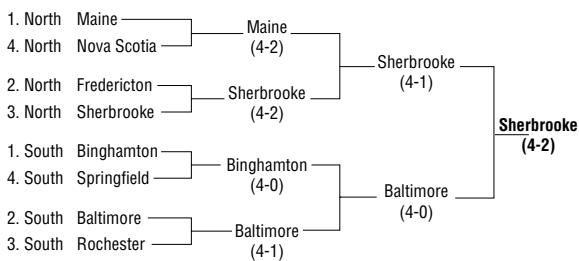 1. North Maine
4. North Nova Scotia
Maine
(4-2)
2. North Fredericton
3. North Sherbrooke
Sherbrooke
(4-2)
Sherbrooke
(4-1)
1. South Binghamton
4. South Springfield
Binghamton
(4-0)
2. South Baltimore
3. South Rochester
Baltimore
(4-1)
Baltimore
(4-0)
Sherbrooke
(4-2)